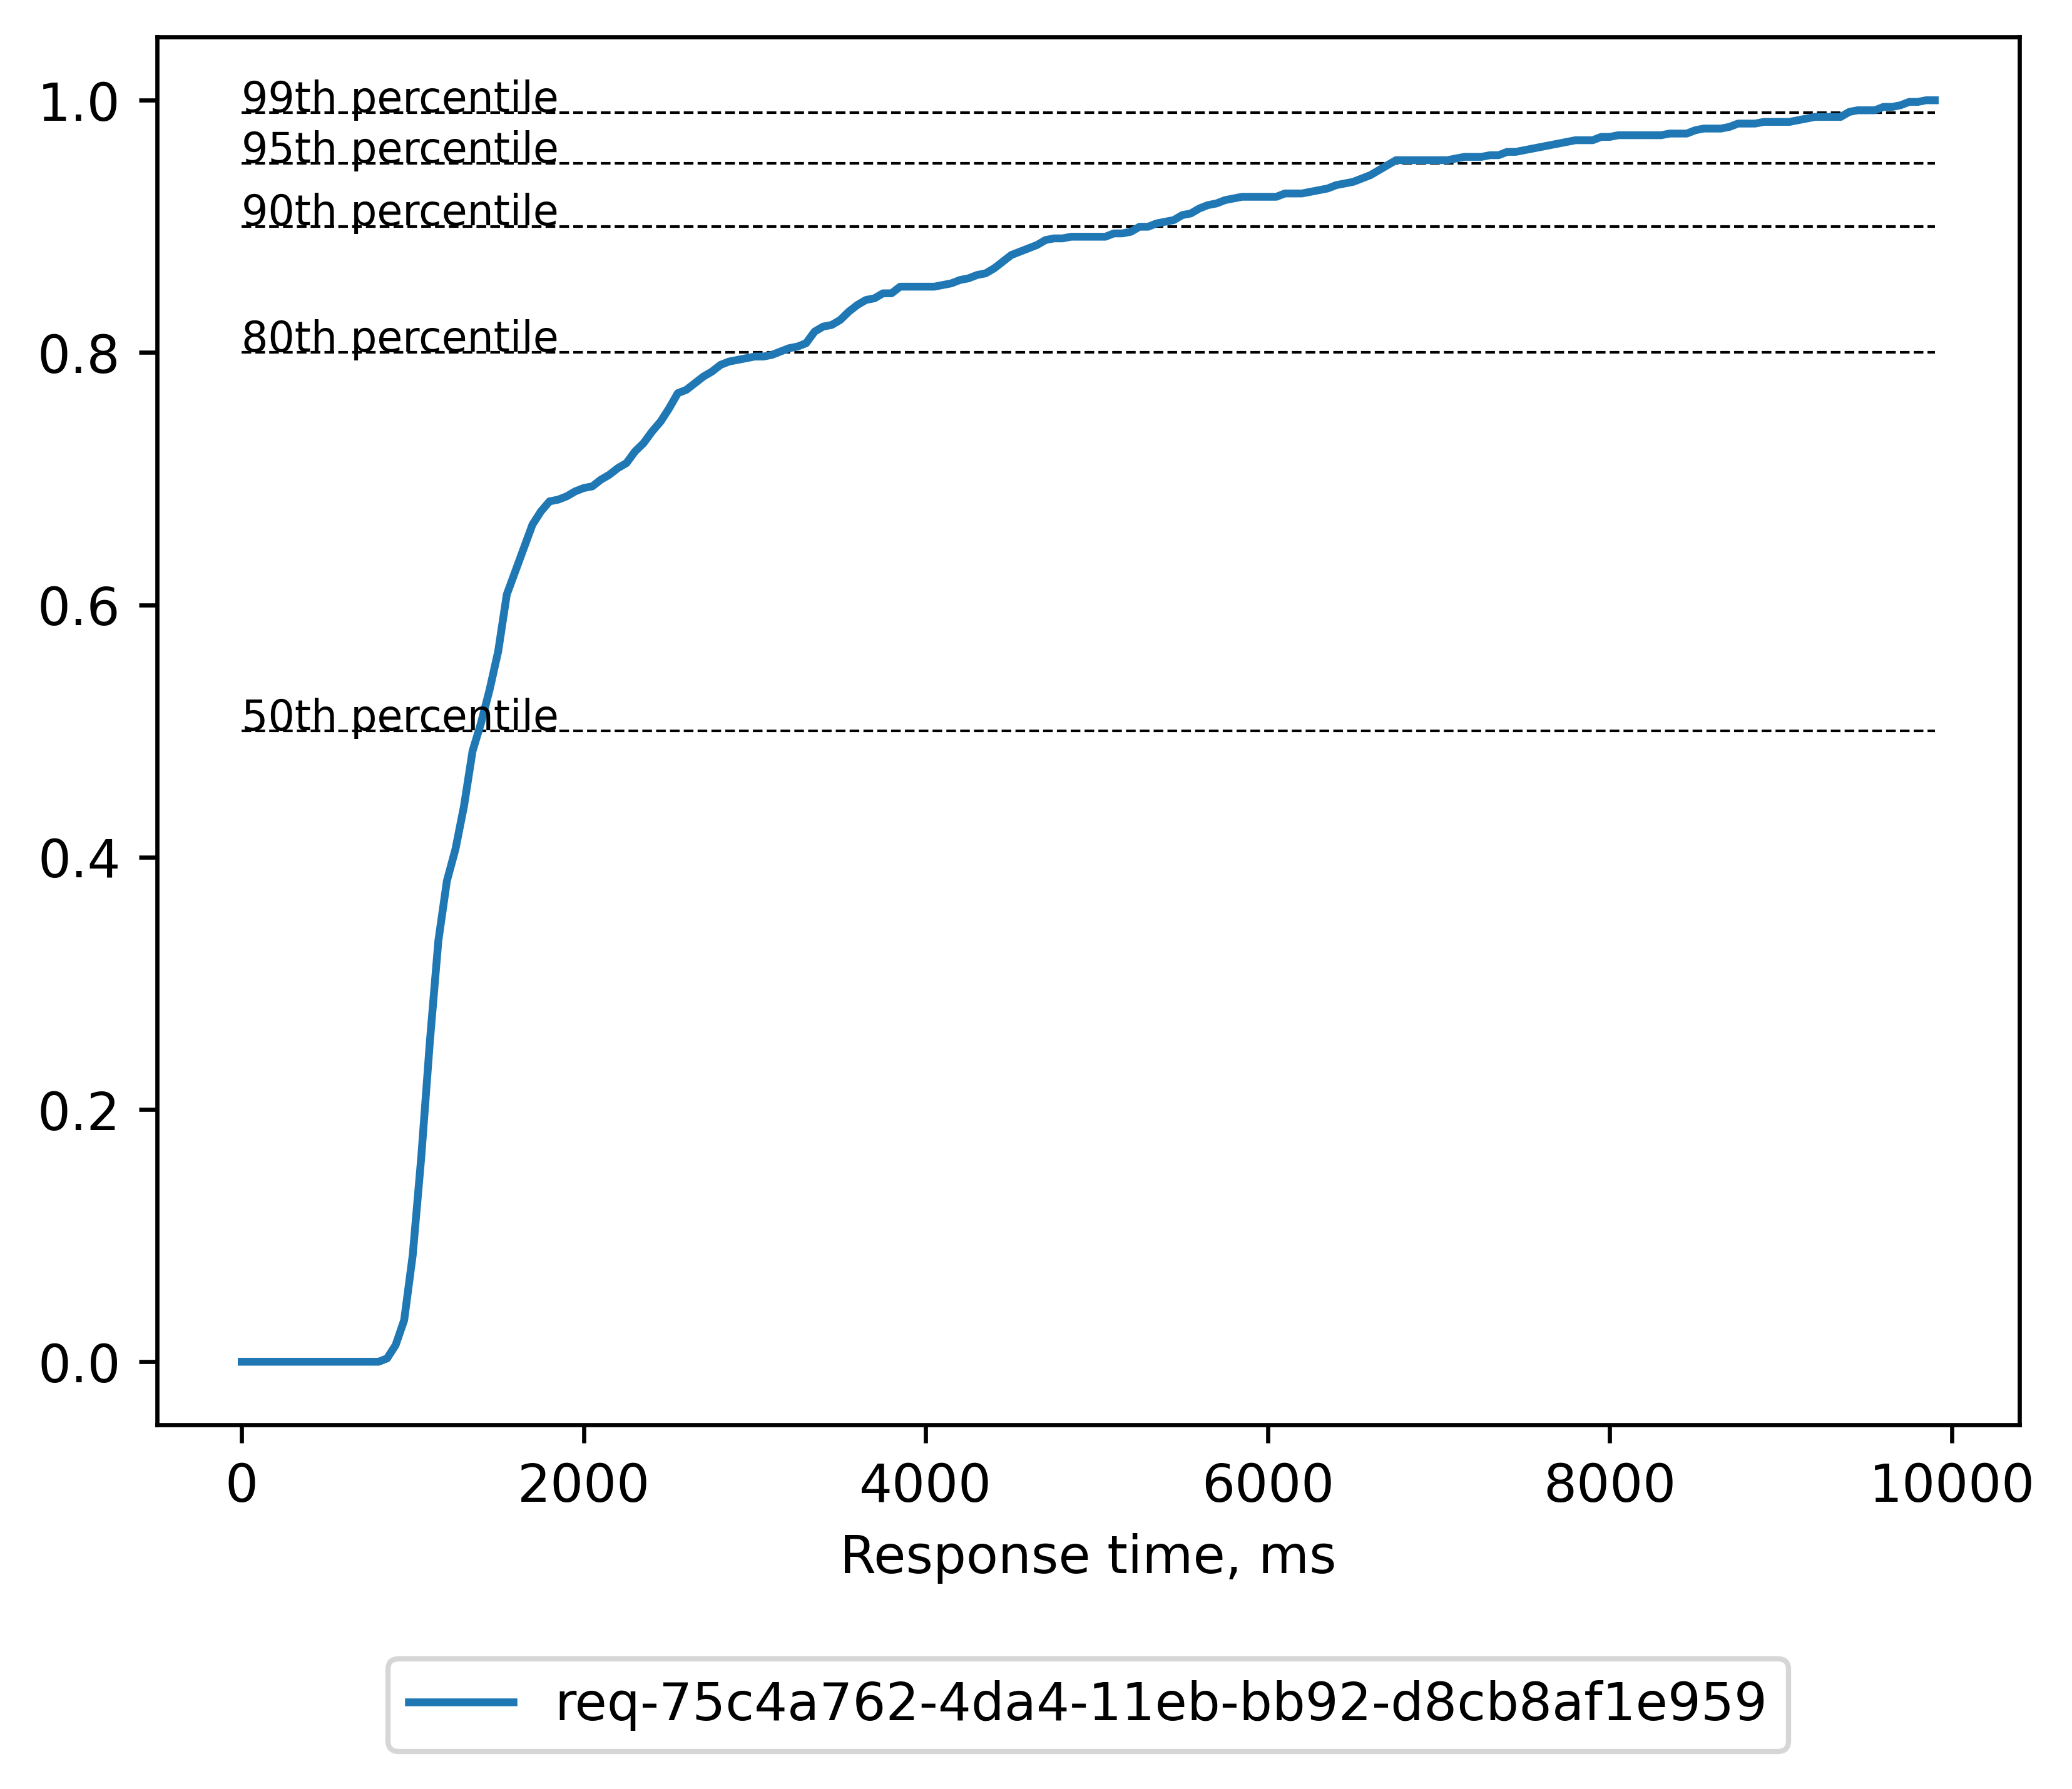 1.0
99th percentile
95th percentile
90th percentile
0.8
80th percentile
0.6
50th percentile
0.4
0.2
0.0
0 2000 4000 6000 8000 10000
Response time, ms
req-75c4a762-4da4-11eb-bb92-d8cb8af1e959